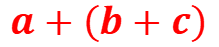 a + (b + c)